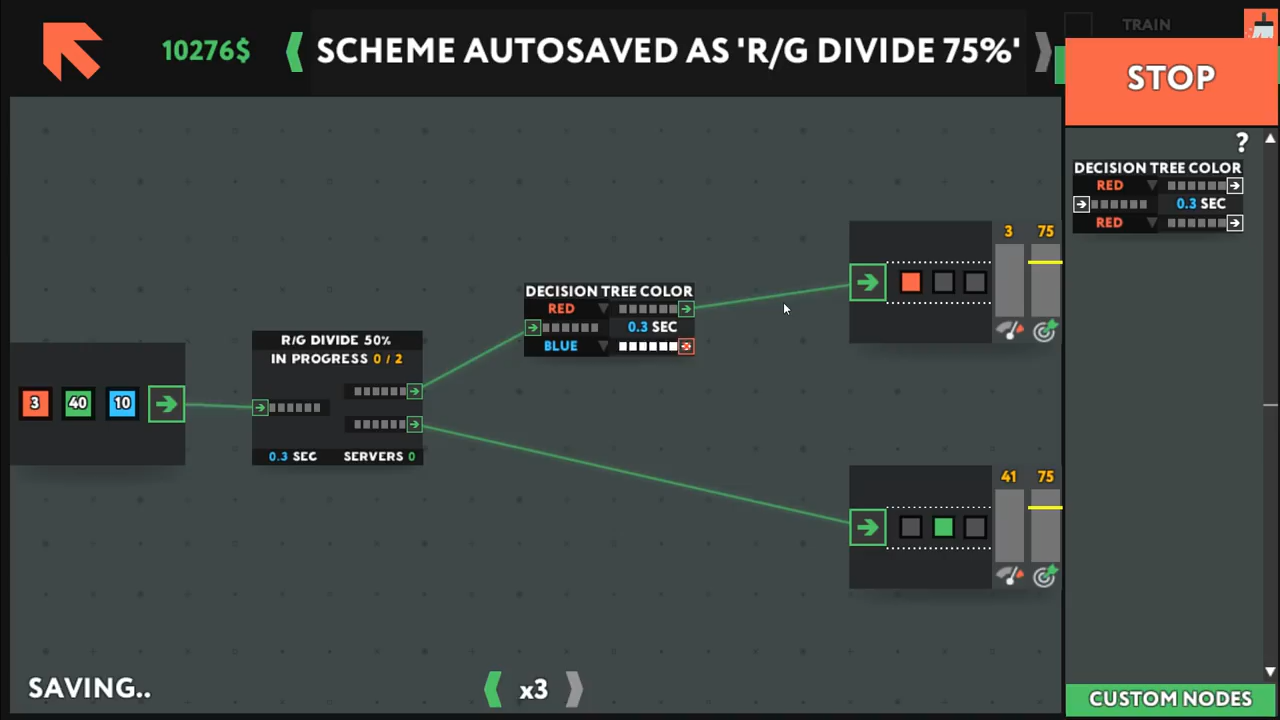 10276$
SCHEME AUTOSAVED AS 'R/G DIVIDE 75%'
TRAIN
STOP
?
DECISION TREE COLOR
RED
0.3 SEC
RED
3 40 10
R/G DIVIDE 50%
IN PROGRESS 0 / 2
0.3 SEC SERVERS 0
DECISION TREE COLOR
RED
0.3 SEC
BLUE
3 75
41 75
SAVING..
x3
CUSTOM NODES